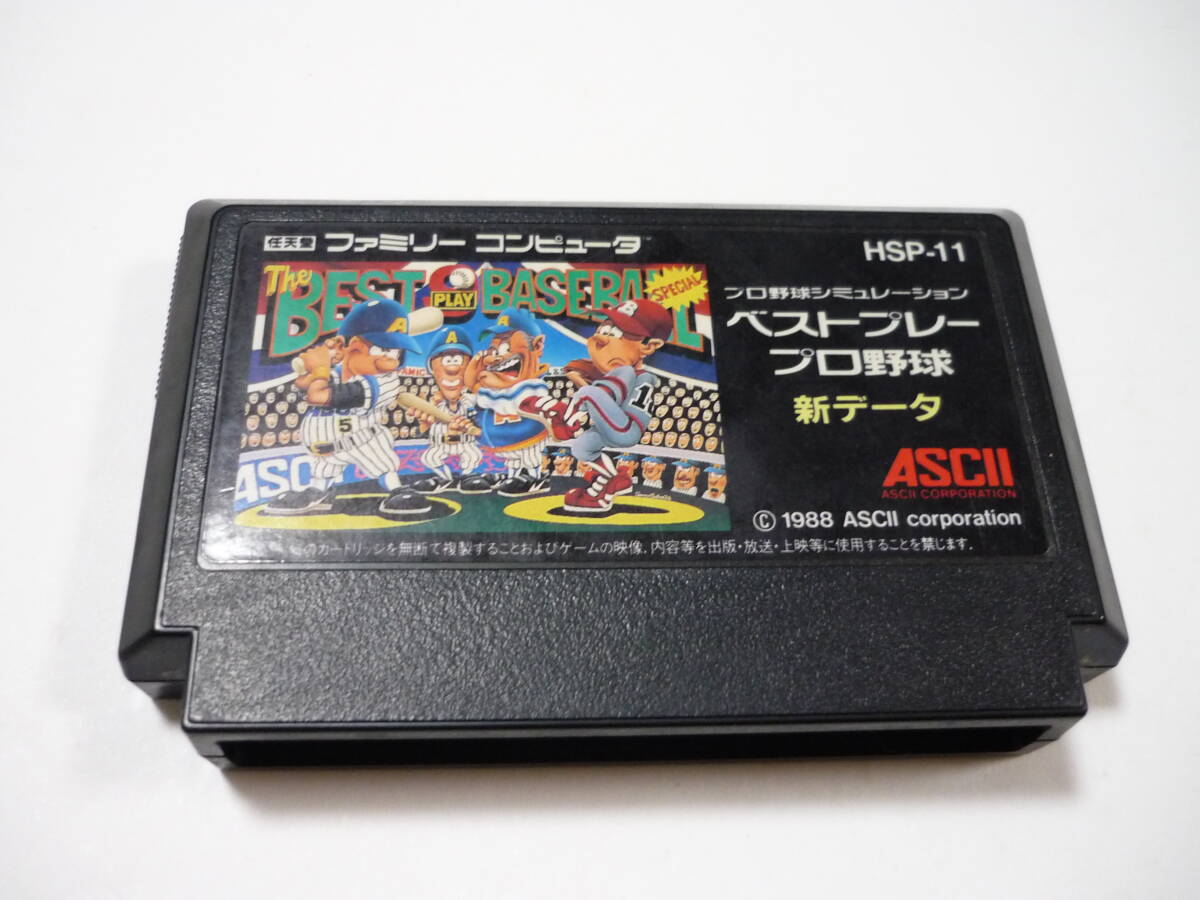 任天堂 ファミリー コンピュータ™
HSP-11
The
BEST PLAY BASEBALL
SPECIAL
A
A
A
B
5
A
1
ASCII
プロ野球シミュレーション
ベストプレー
プロ野球
新データ
ASCII
ASCII CORPORATION
© 1988 ASCII corporation
このカートリッジを無断で複製することおよびゲームの映像、内容等を出版・放送・上映等に使用することを禁じます。